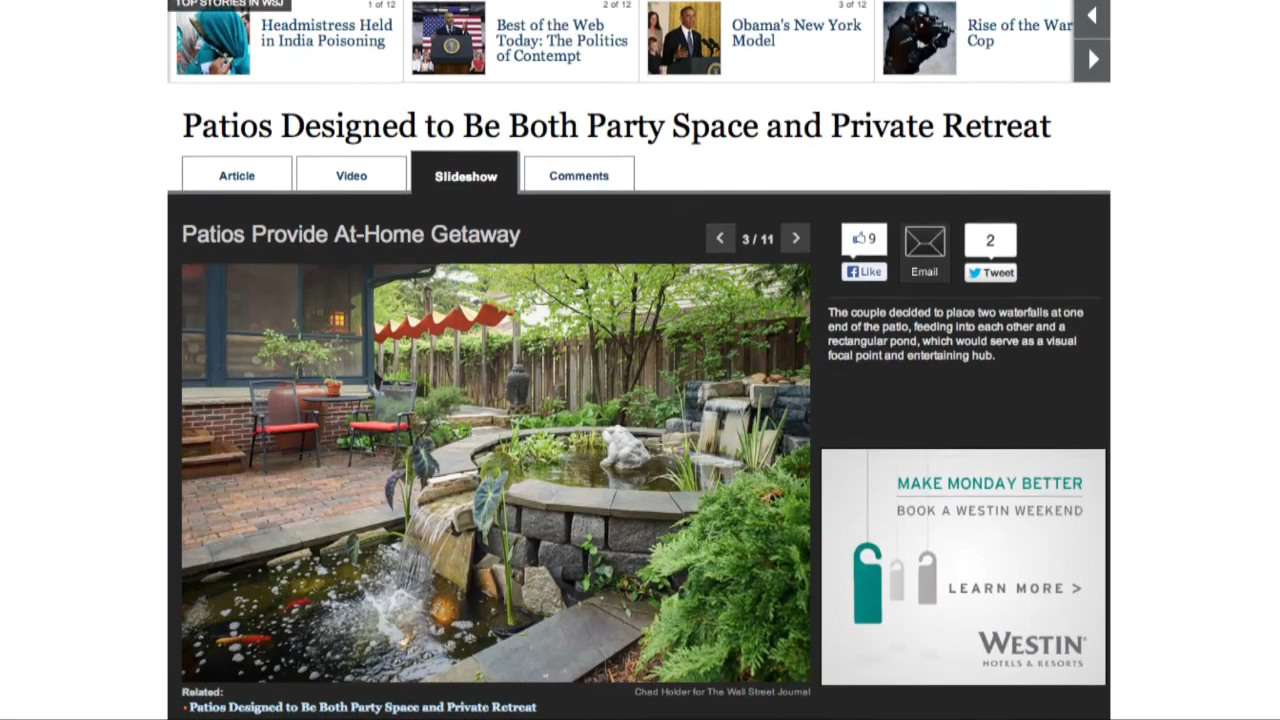 TOP STORIES IN WSJ
1 of 12
Headmistress Held
in India Poisoning
2 of 12
Best of the Web
Today: The Politics
of Contempt
3 of 12
Obama's New York
Model
Rise of the War
Cop
Patios Designed to Be Both Party Space and Private Retreat
Article
Video
Slideshow
Comments
Patios Provide At-Home Getaway
3 / 11
9
Like
Email
2
Tweet
The couple decided to place two waterfalls at one
end of the patio, feeding into each other and a
rectangular pond, which would serve as a visual
focal point and entertaining hub.
MAKE MONDAY BETTER
BOOK A WESTIN WEEKEND
LEARN MORE >
WESTIN®
HOTELS & RESORTS
Related:
Chad Holder for The Wall Street Journal
• Patios Designed to Be Both Party Space and Private Retreat